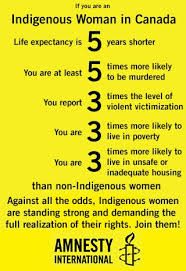 If you are an
Indigenous Woman in Canada
Life expectancy is 5 years shorter
You are at least 5 times more likely
to be murdered
You report 3 times the level of
violent victimization
You are 3 times more likely to
live in poverty
You are 3 times more likely to
live in unsafe or
inadequate housing
than non-Indigenous women
Against all the odds, Indigenous women
are standing strong and demanding the
full realization of their rights. Join them!
AMNESTY
INTERNATIONAL